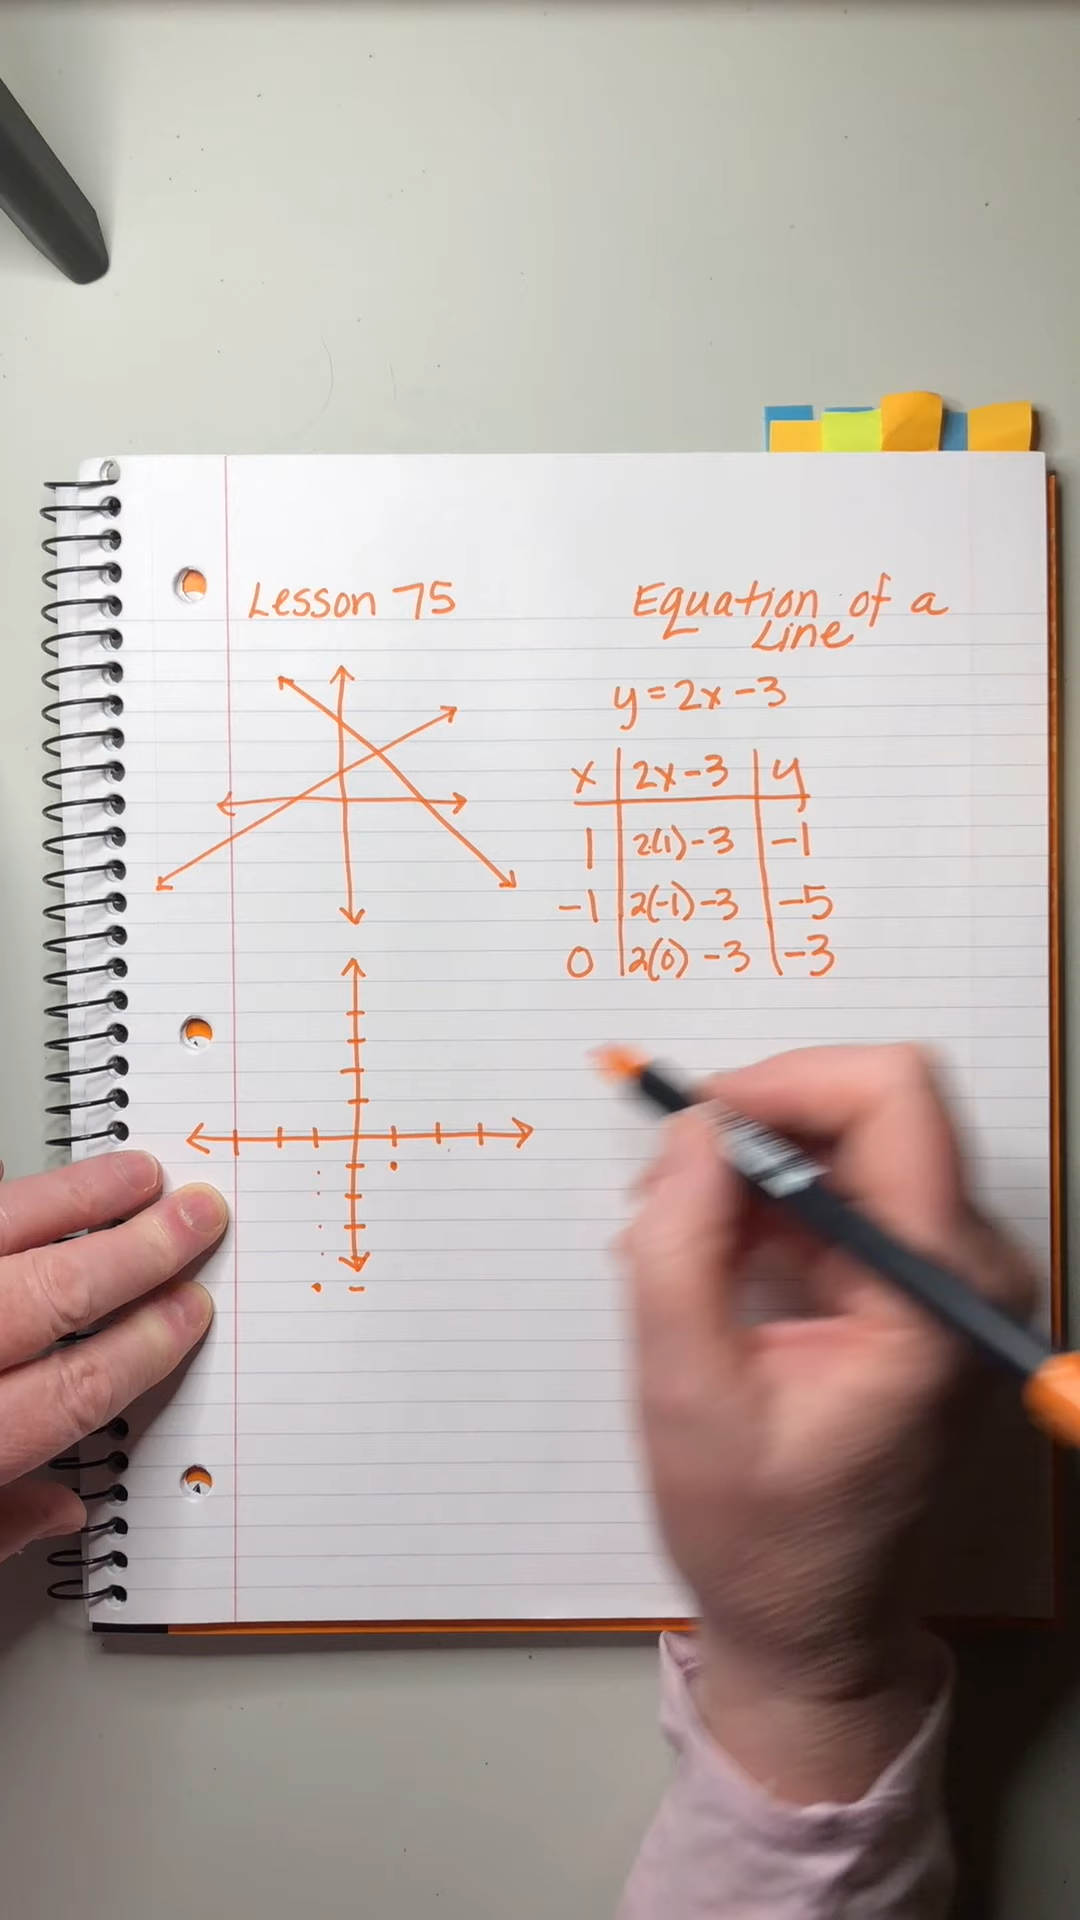 Lesson 75
Equation of a
Line
y = 2x - 3
x | 2x - 3 | y
1 | 2(1) - 3 | -1
-1 | 2(-1) - 3 | -5
0 | 2(0) - 3 | -3